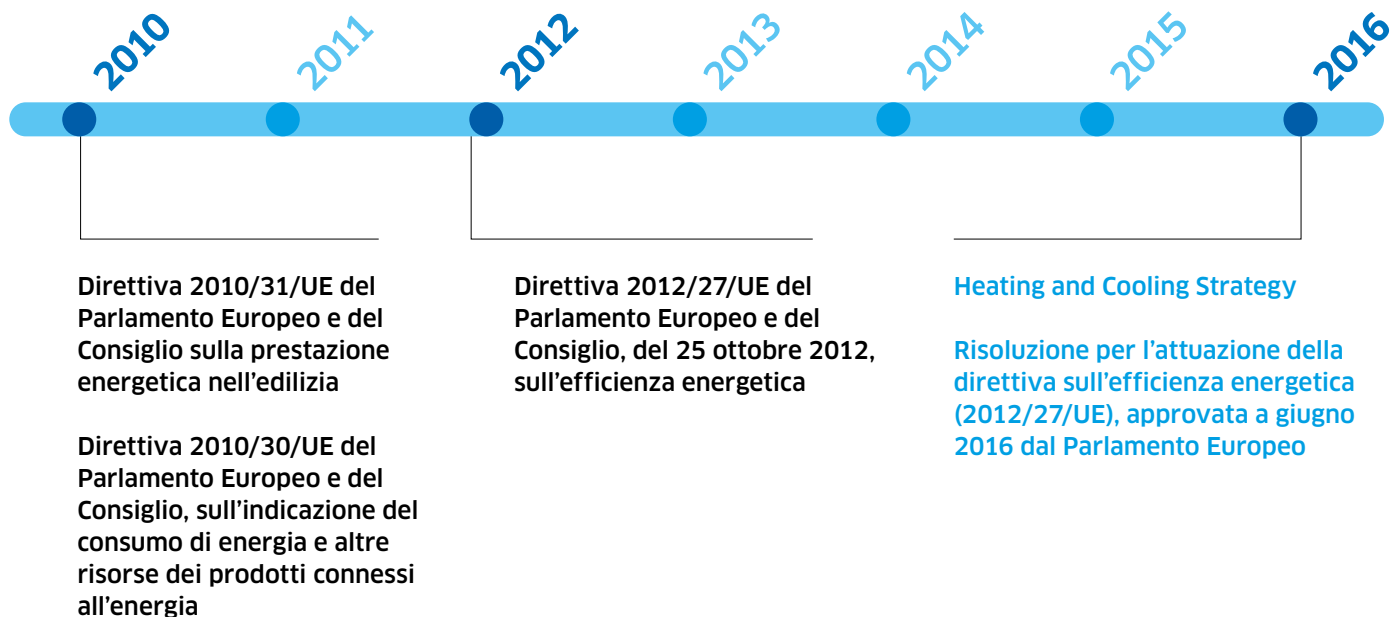 2010
2011
2012
2013
2014
2015
2016
Direttiva 2010/31/UE del
Parlamento Europeo e del
Consiglio sulla prestazione
energetica nell'edilizia
Direttiva 2010/30/UE del
Parlamento Europeo e del
Consiglio, sull'indicazione del
consumo di energia e altre
risorse dei prodotti connessi
all'energia
Direttiva 2012/27/UE del
Parlamento Europeo e del
Consiglio, del 25 ottobre 2012,
sull'efficienza energetica
Heating and Cooling Strategy
Risoluzione per l'attuazione della
direttiva sull'efficienza energetica
(2012/27/UE), approvata a giugno
2016 dal Parlamento Europeo